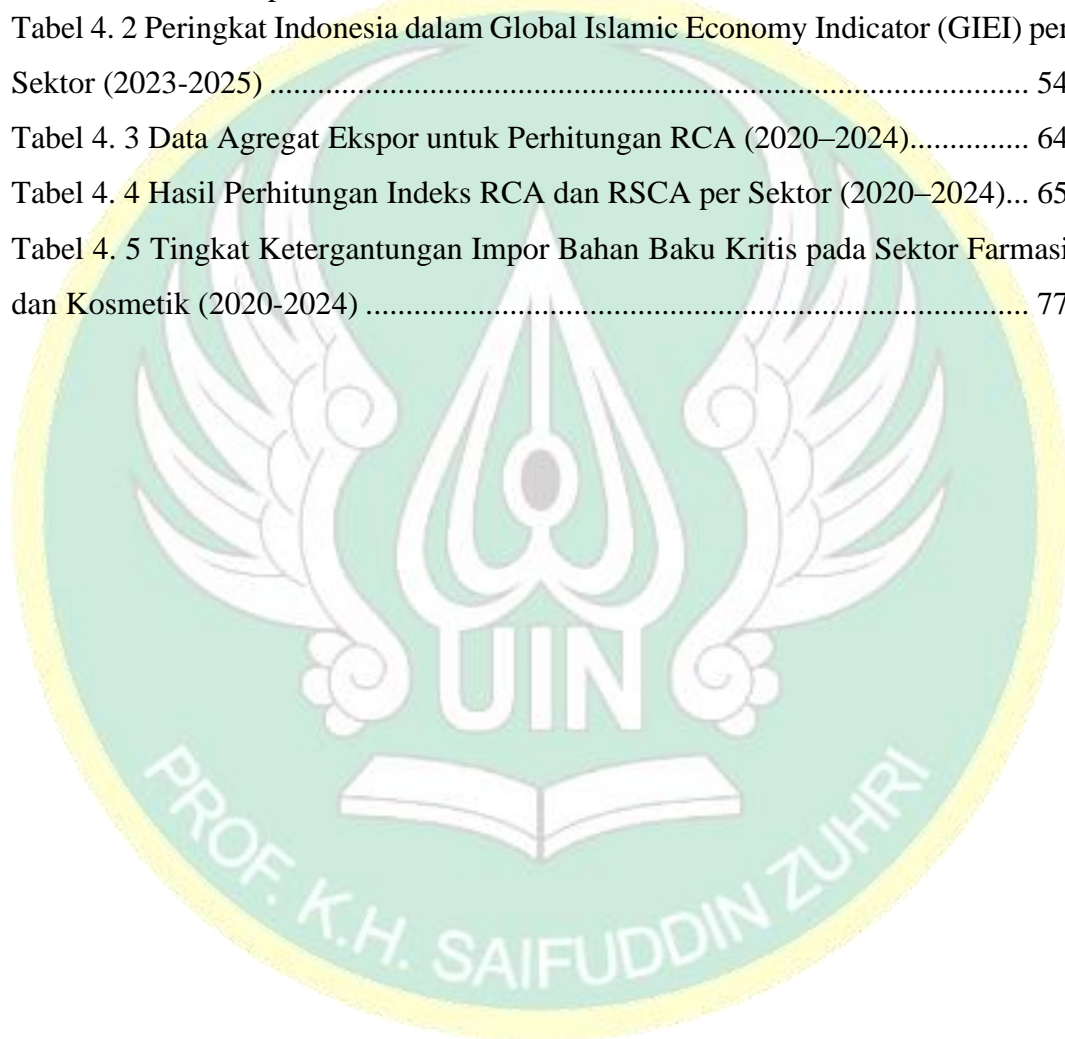 Tabel 4. 2 Peringkat Indonesia dalam Global Islamic Economy Indicator (GIEI) per
Sektor (2023-2025) ................................................................................ 54
Tabel 4. 3 Data Agregat Ekspor untuk Perhitungan RCA (2020–2024).............. 64
Tabel 4. 4 Hasil Perhitungan Indeks RCA dan RSCA per Sektor (2020–2024)... 65
Tabel 4. 5 Tingkat Ketergantungan Impor Bahan Baku Kritis pada Sektor Farmasi
dan Kosmetik (2020-2024) ...................................................................... 77
UIN
PROF. K.H. SAIFUDDIN ZUHRI